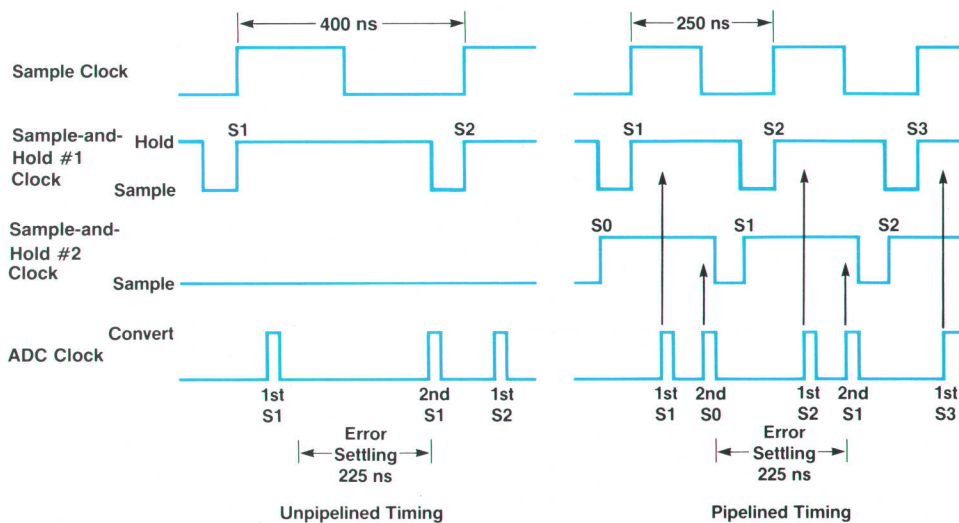 400 ns
250 ns
Sample Clock
S1
S2
S1
S2
S3
Sample-and-
Hold #1
Clock
Hold
Sample
Sample-and-
Hold #2
Clock
S0
S1
S2
Sample
Convert
ADC Clock
1st
S1
2nd
S1
1st
S2
1st
S1
2nd
S0
1st
S2
2nd
S1
1st
S3
Error
Settling
225 ns
Error
Settling
225 ns
Unpipelined Timing
Pipelined Timing